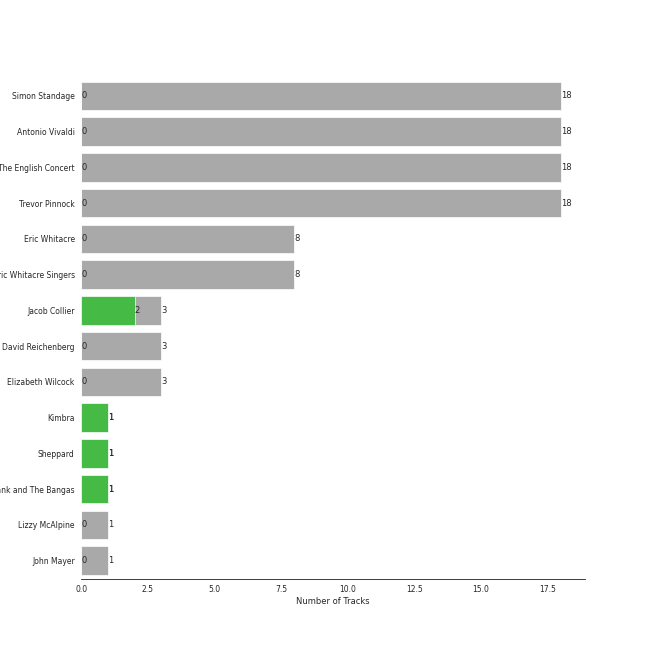 Simon Standage 0 18
Antonio Vivaldi 0 18
The English Concert 0 18
Trevor Pinnock 0 18
Eric Whitacre 0 8
ric Whitacre Singers 0 8
Jacob Collier 2 3
David Reichenberg 0 3
Elizabeth Wilcock 0 3
Kimbra 1
Sheppard 1
ank and The Bangas 1
Lizzy McAlpine 0 1
John Mayer 0 1
0.0 2.5 5.0 7.5 10.0 12.5 15.0 17.5
Number of Tracks